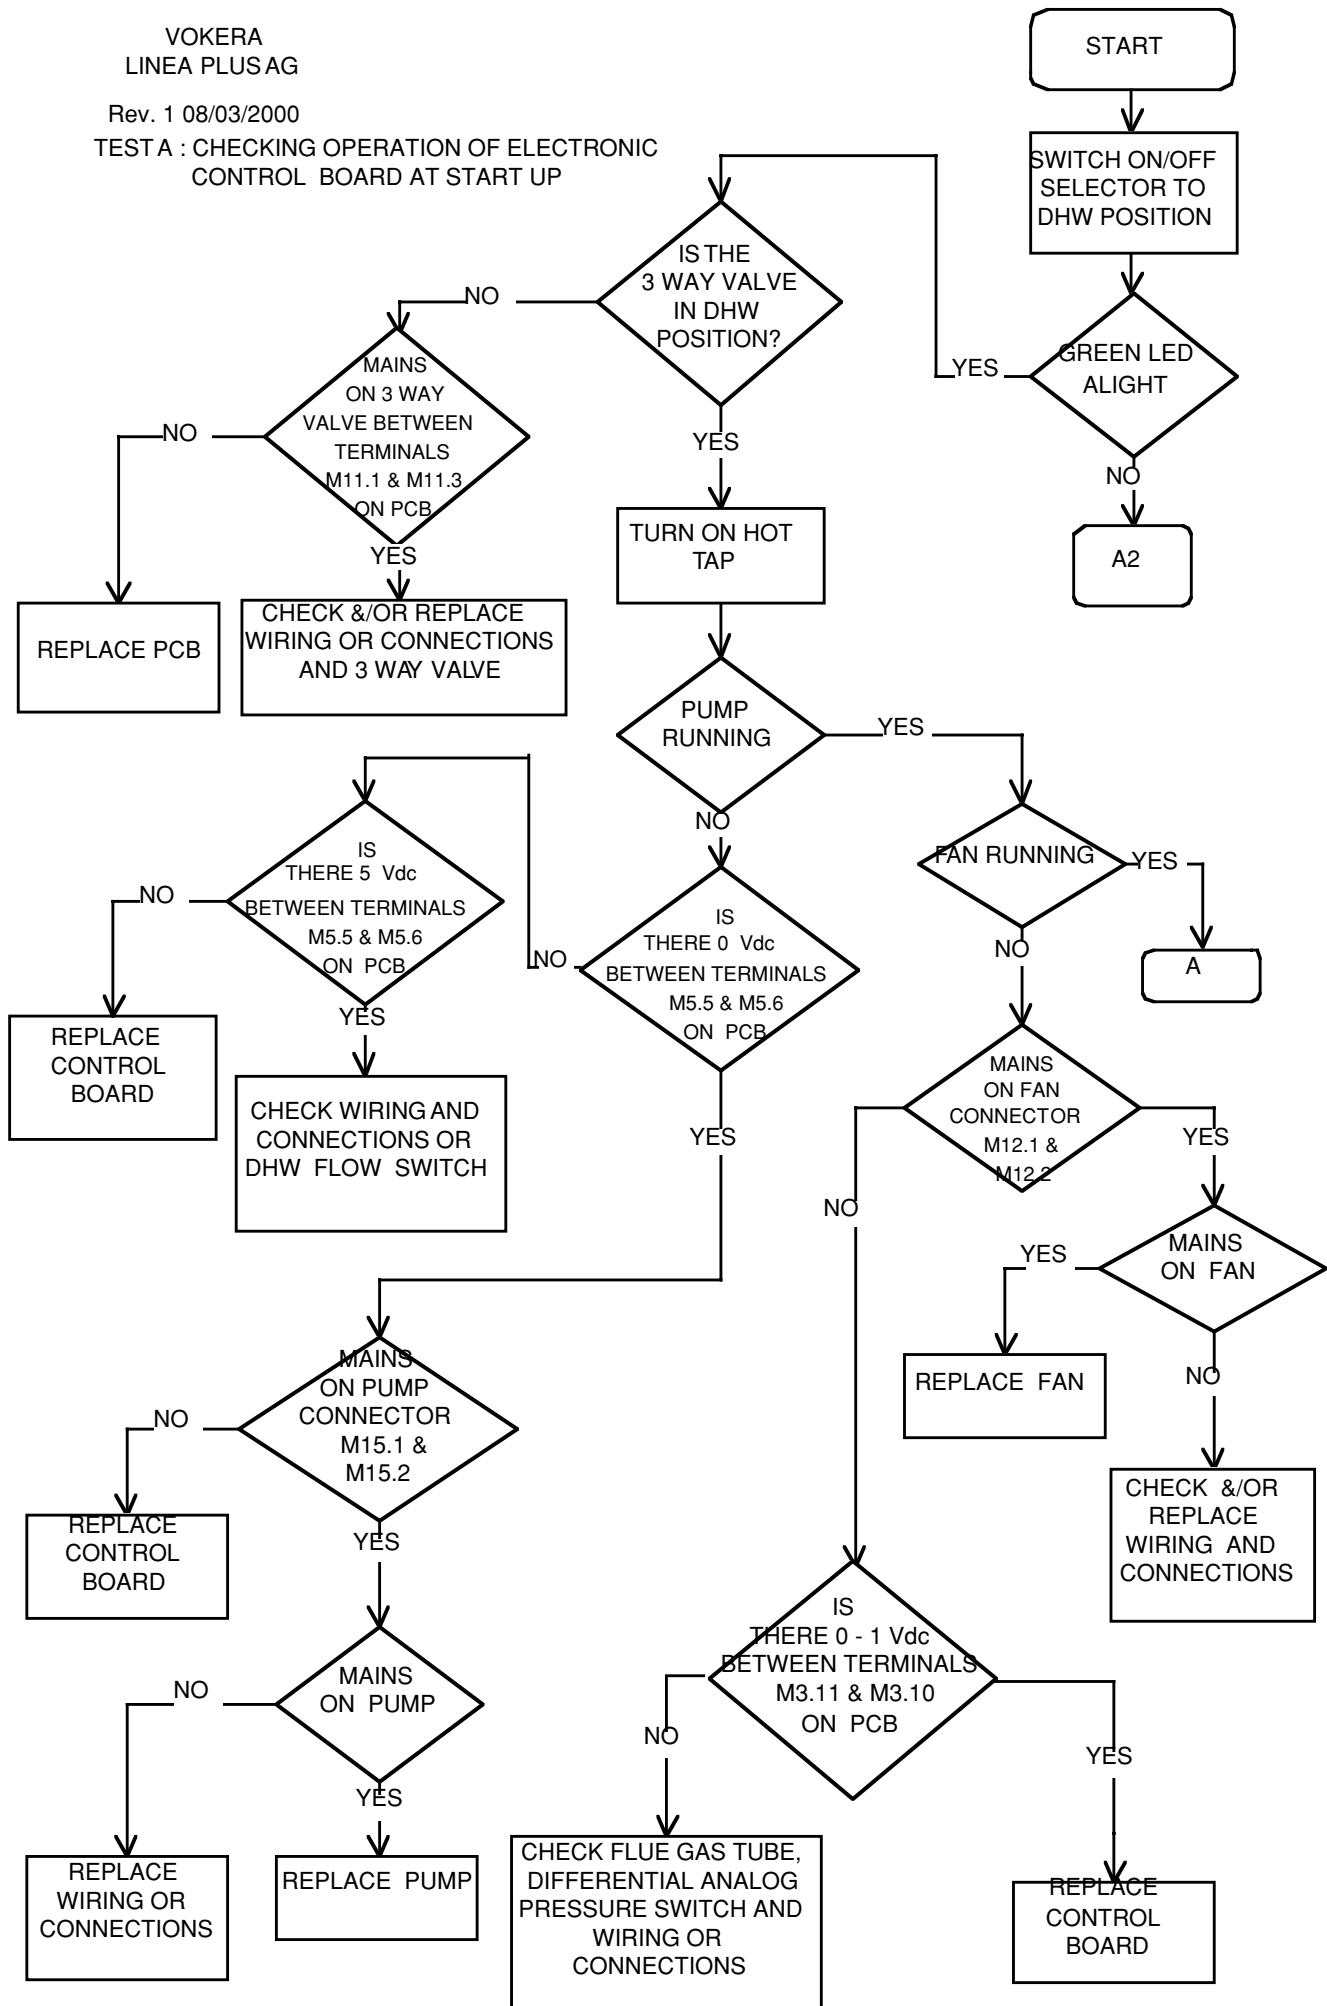 VOKERA
LINEA PLUS AG
Rev. 1 08/03/2000
TEST A : CHECKING OPERATION OF ELECTRONIC
CONTROL BOARD AT START UP
START
SWITCH ON/OFF
SELECTOR TO
DHW POSITION
GREEN LED
ALIGHT
YES
NO
A2
IS THE
3 WAY VALVE
IN DHW
POSITION?
NO
YES
MAINS
ON 3 WAY
VALVE BETWEEN
TERMINALS
M11.1 & M11.3
ON PCB
NO
YES
REPLACE PCB
CHECK &/OR REPLACE
WIRING OR CONNECTIONS
AND 3 WAY VALVE
TURN ON HOT
TAP
PUMP
RUNNING
YES
NO
FAN RUNNING
YES
NO
A
IS
THERE 0 Vdc
BETWEEN TERMINALS
M5.5 & M5.6
ON PCB
NO
YES
IS
THERE 5 Vdc
BETWEEN TERMINALS
M5.5 & M5.6
ON PCB
NO
YES
REPLACE
CONTROL
BOARD
CHECK WIRING AND
CONNECTIONS OR
DHW FLOW SWITCH
MAINS
ON FAN
CONNECTOR
M12.1 &
M12.2
NO
YES
MAINS
ON FAN
YES
NO
REPLACE FAN
CHECK &/OR
REPLACE
WIRING AND
CONNECTIONS
MAINS
ON PUMP
CONNECTOR
M15.1 &
M15.2
NO
YES
REPLACE
CONTROL
BOARD
MAINS
ON PUMP
NO
YES
REPLACE
WIRING OR
CONNECTIONS
REPLACE PUMP
IS
THERE 0 - 1 Vdc
BETWEEN TERMINALS
M3.11 & M3.10
ON PCB
NO
YES
CHECK FLUE GAS TUBE,
DIFFERENTIAL ANALOG
PRESSURE SWITCH AND
WIRING OR
CONNECTIONS
REPLACE
CONTROL
BOARD